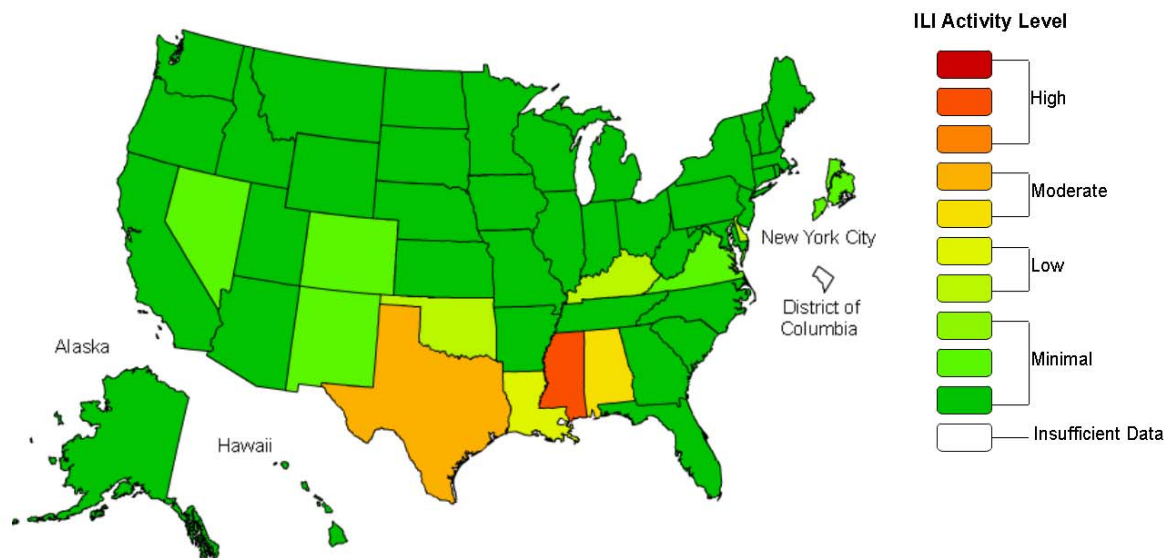 ILI Activity Level
High
Moderate
Low
Minimal
Insufficient Data
New York City
District of
Columbia
Alaska
Hawaii